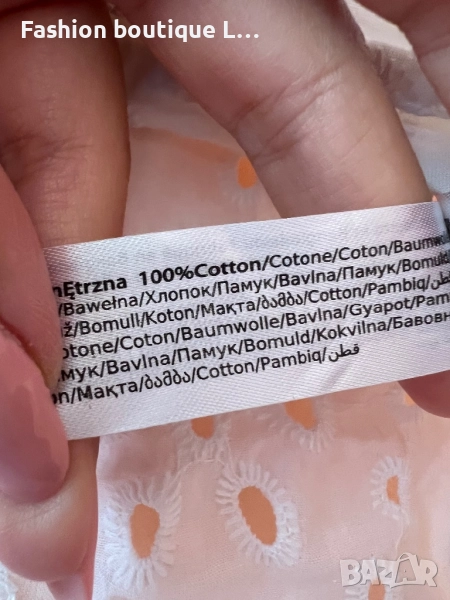 Fashion boutique L...
nĘtrzna 100%Cotton/Cotone/Coton/Baumw
/Bawełna/Хлопок/Памук/Bavlna/Памук/Bomuld/
ž/Bomull/Koton/Мақта/ბამბა/Cotton/Pambiq/قطن/
otone/Coton/Baumwolle/Bavlna/Gyapot/Pam
мук/Bavlna/Памук/Bomuld/Kokvilna/Бавовн
n/Мақта/ბამბა/Cotton/Pambiq/قطن
BAZAR